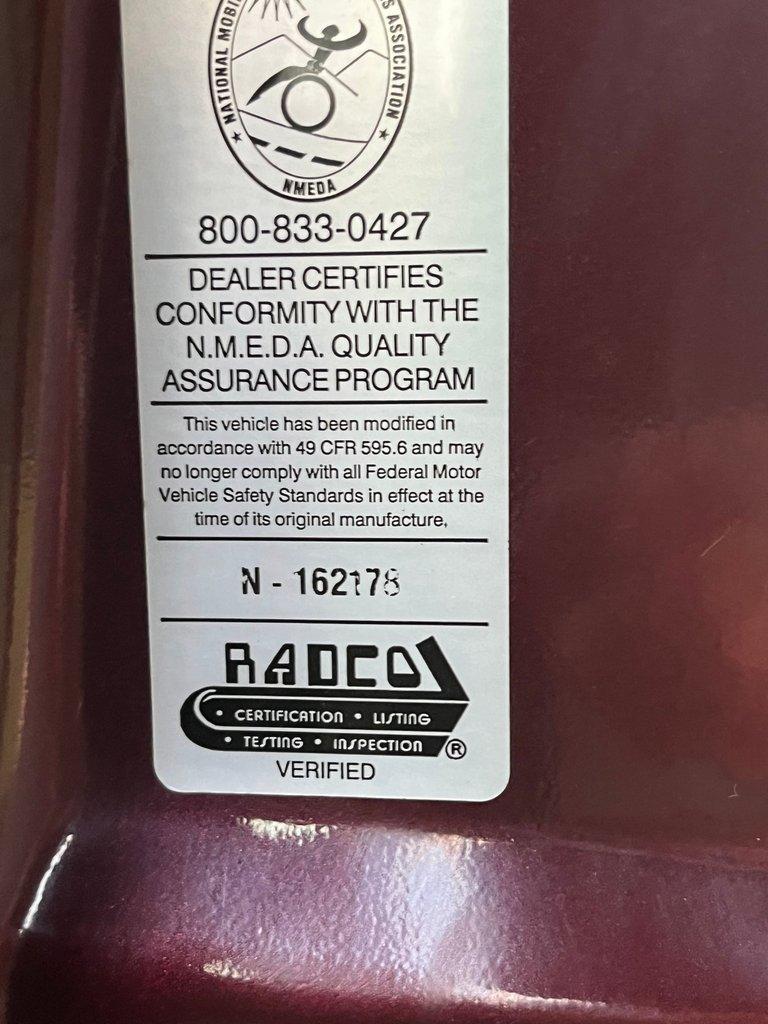 NATIONAL
ASSOCIATION
NMEDA
800-833-0427
DEALER CERTIFIES
CONFORMITY WITH THE
N.M.E.D.A. QUALITY
ASSURANCE PROGRAM
This vehicle has been modified in
accordance with 49 CFR 595.6 and may
no longer comply with all Federal Motor
Vehicle Safety Standards in effect at the
time of its original manufacture,
N - 162178
RADCO
• CERTIFICATION • LISTING
• TESTING • INSPECTION ®
VERIFIED